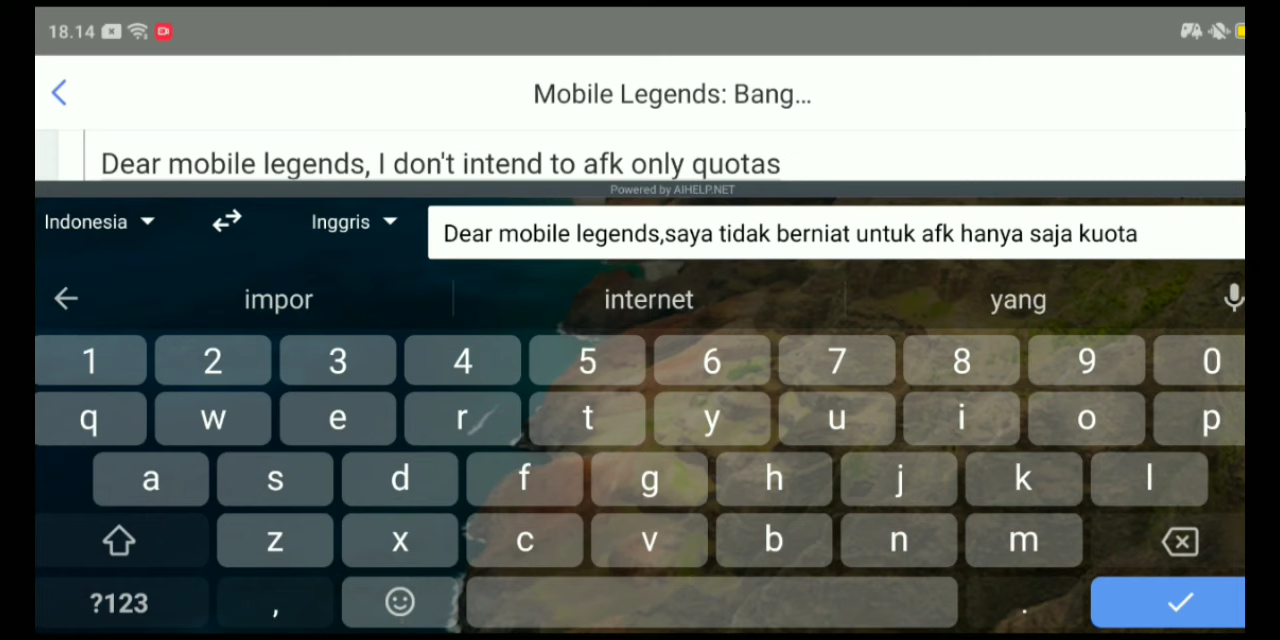 18.14
Mobile Legends: Bang...
Dear mobile legends, I don't intend to afk only quotas
Powered by AIHELP.NET
Indonesia Inggris Dear mobile legends,saya tidak berniat untuk afk hanya saja kuota
impor internet yang
1 2 3 4 5 6 7 8 9 0
q w e r t y u i o p
a s d f g h j k l
z x c v b n m
?123 , .